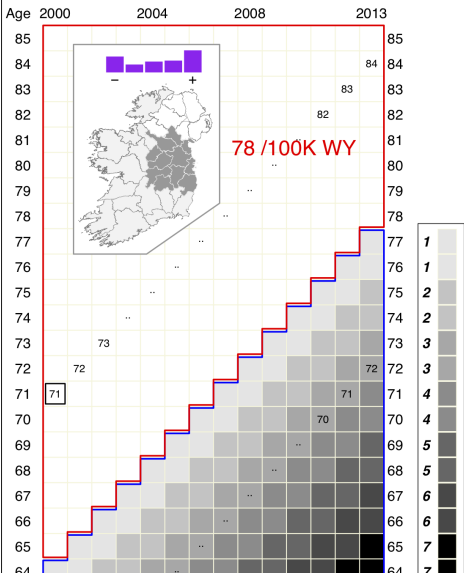 Age 2000 2004 2008 2013
85 85
84 84 84
83 83 83
82 82 82
– +
81 78 /100K WY 81
80 80
79 79
78 78
77 77 1
76 76 1
75 75 2
74 74 2
73 73 73 3
72 72 72 72 3
71 71 71 71 4
70 70 70 4
69 69 5
68 68 5
67 67 6
66 66 6
65 65 7
64 64 7